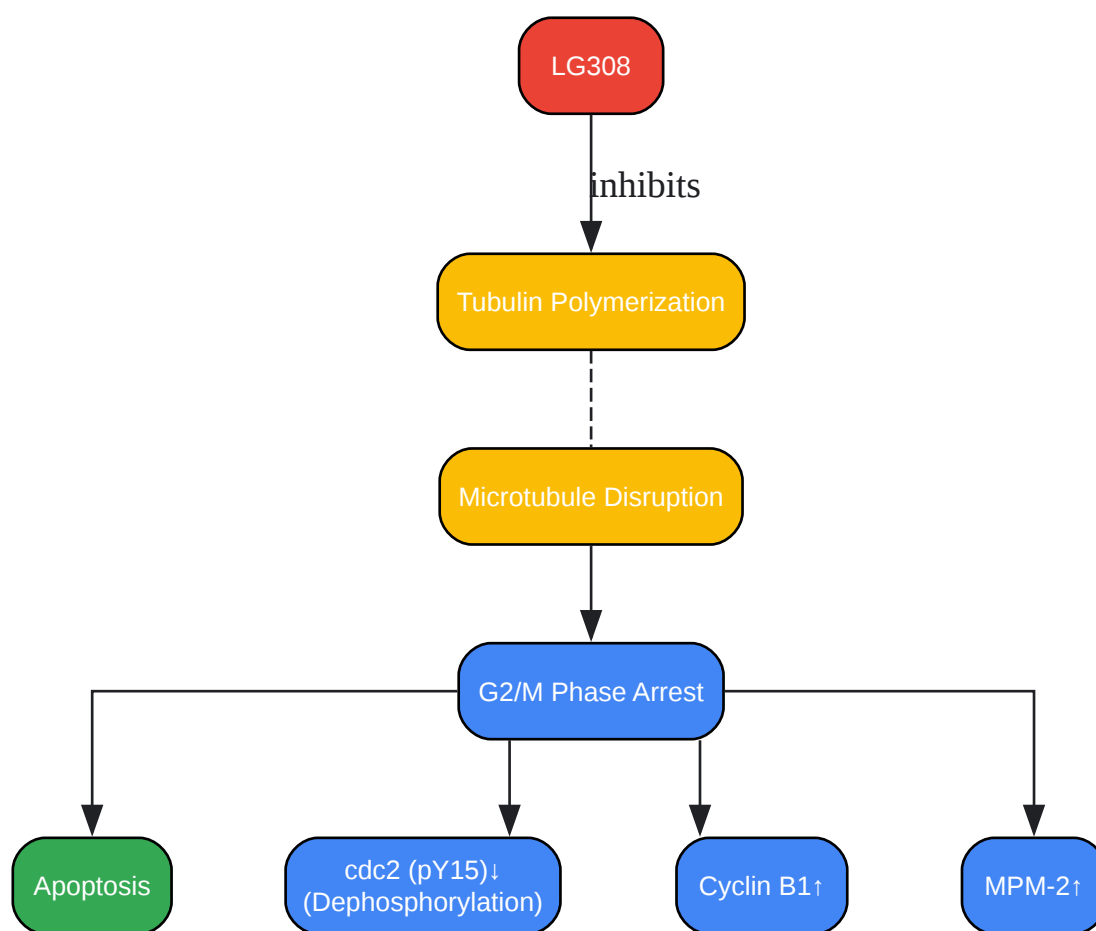 LG308
inhibits
Tubulin Polymerization
Microtubule Disruption
G2/M Phase Arrest
Apoptosis
cdc2 (pY15)↓
(Dephosphorylation)
Cyclin B1↑
MPM-2↑